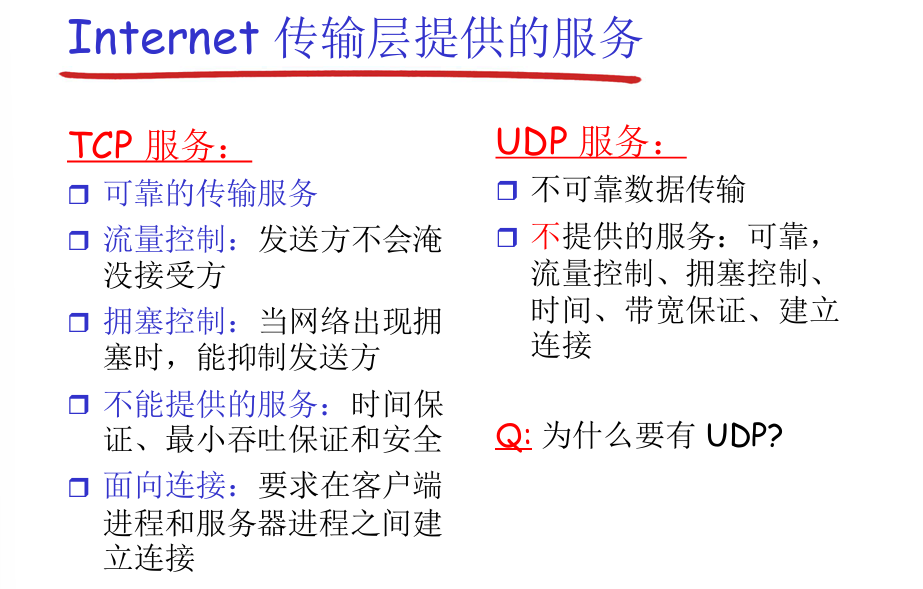 Internet 传输层提供的服务
TCP 服务：
❒ 可靠的传输服务
❒ 流量控制：发送方不会淹
没接受方
❒ 拥塞控制：当网络出现拥
塞时，能抑制发送方
❒ 不能提供的服务：时间保
证、最小吞吐保证和安全
❒ 面向连接：要求在客户端
进程和服务器进程之间建
立连接
UDP 服务：
❒ 不可靠数据传输
❒ 不提供的服务：可靠，
流量控制、拥塞控制、
时间、带宽保证、建立
连接
Q: 为什么要有 UDP?